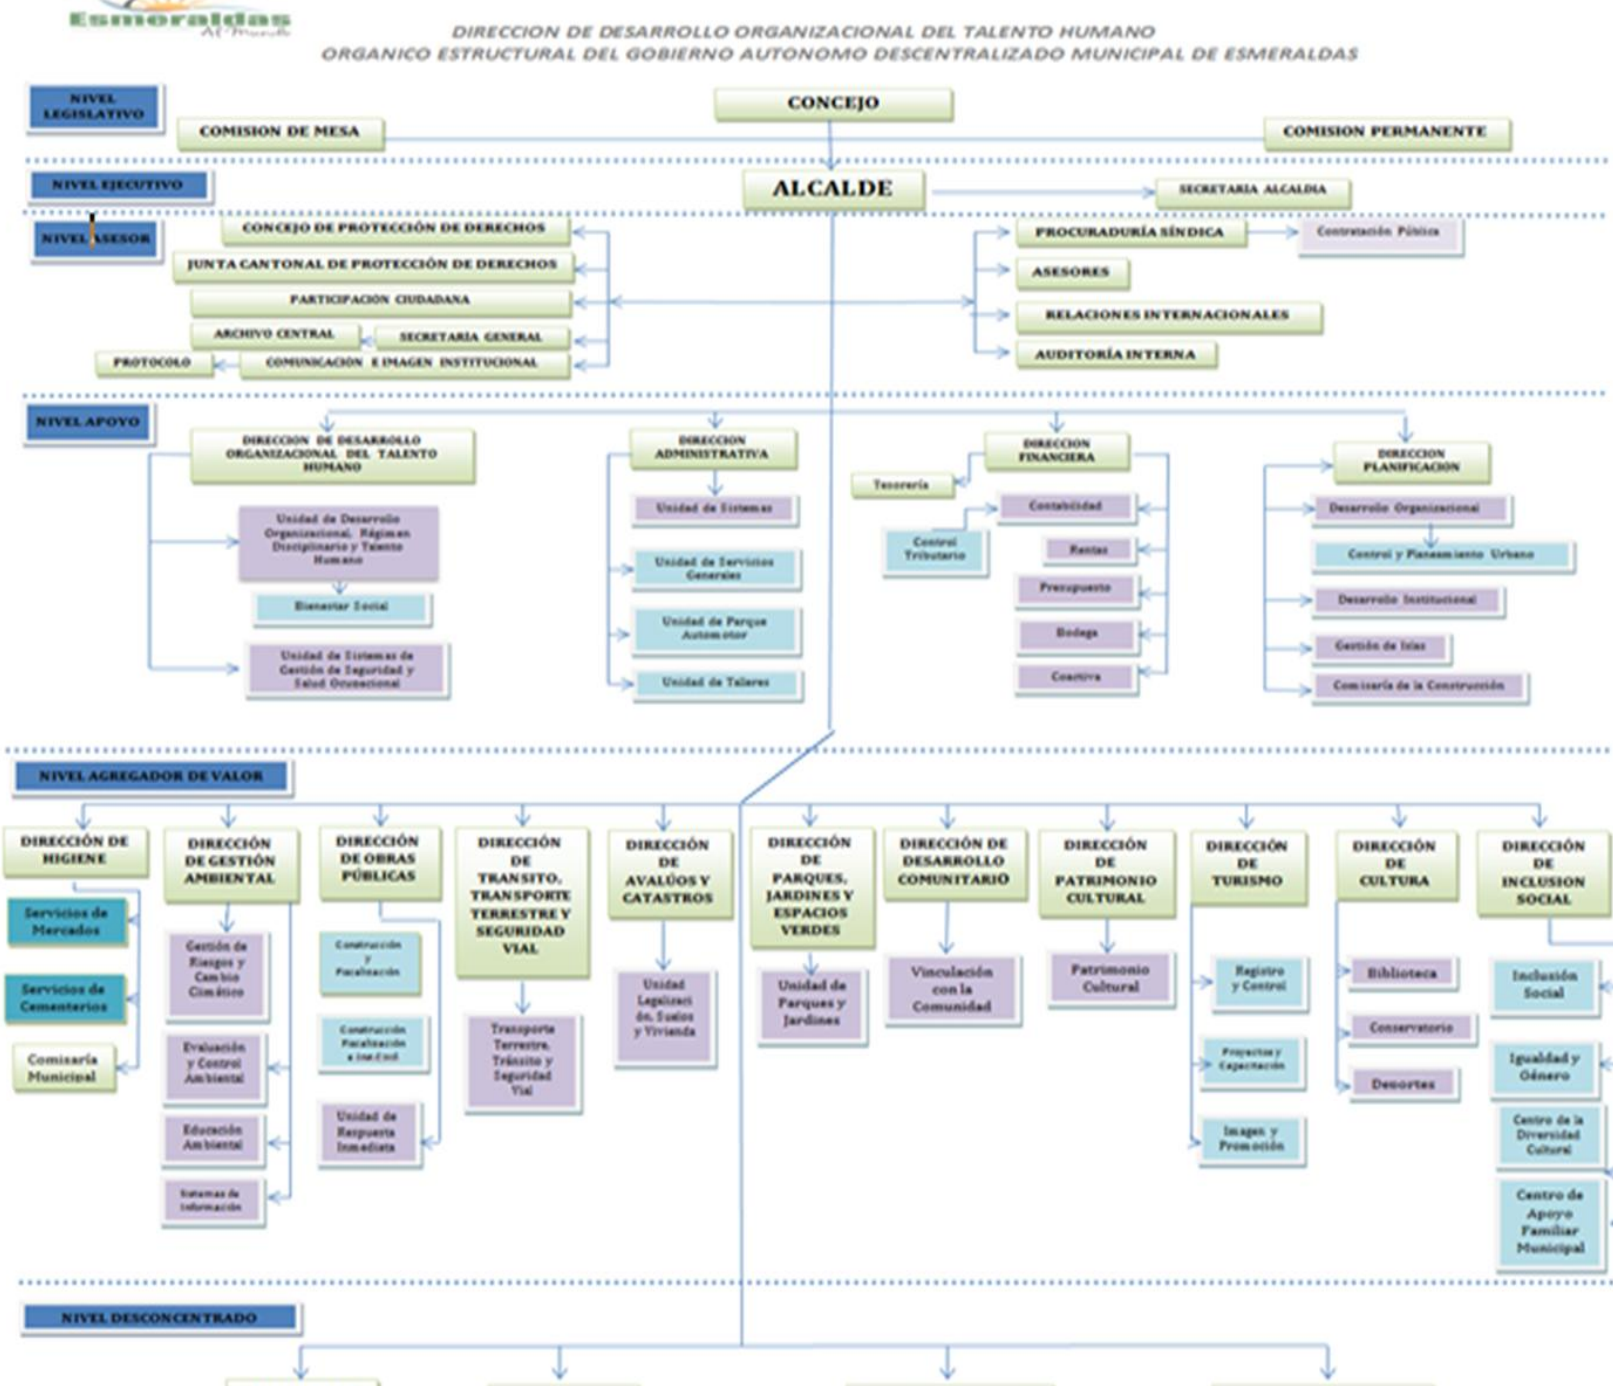 Esmeraldas
Al Mundo
DIRECCION DE DESARROLLO ORGANIZACIONAL DEL TALENTO HUMANO
ORGANICO ESTRUCTURAL DEL GOBIERNO AUTONOMO DESCENTRALIZADO MUNICIPAL DE ESMERALDAS
NIVEL
LEGISLATIVO
CONCEJO
COMISION DE MESA
COMISION PERMANENTE
NIVEL EJECUTIVO
ALCALDE
SECRETARIA ALCALDIA
NIVEL ASESOR
CONCEJO DE PROTECCIÓN DE DERECHOS
JUNTA CANTONAL DE PROTECCIÓN DE DERECHOS
PARTICIPACIÓN CIUDADANA
ARCHIVO CENTRAL
SECRETARÍA GENERAL
PROTOCOLO
COMUNICACIÓN E IMAGEN INSTITUCIONAL
PROCURADURÍA SÍNDICA
Contratación Pública
ASESORES
RELACIONES INTERNACIONALES
AUDITORÍA INTERNA
NIVEL APOYO
DIRECCION DE DESARROLLO
ORGANIZACIONAL DEL TALENTO
HUMANO
Unidad de Desarrollo
Organizacional, Régimen
Disciplinario y Talento
Humano
Bienestar Social
Unidad de Sistemas de
Gestión de Seguridad y
Salud Ocupacional
DIRECCION
ADMINISTRATIVA
Unidad de Sistemas
Unidad de Servicios
Generales
Unidad de Parque
Automotor
Unidad de Talleres
DIRECCION
FINANCIERA
Tesorería
Contabilidad
Control
Tributario
Rentas
Presupuesto
Bodega
Coactiva
DIRECCION
PLANIFICACION
Desarrollo Organizacional
Control y Planeamiento Urbano
Desarrollo Institucional
Gestión de Islas
Comisaría de la Construcción
NIVEL AGREGADOR DE VALOR
DIRECCIÓN DE
HIGIENE
Servicios de
Mercados
Servicios de
Cementerios
Comisaría
Municipal
DIRECCIÓN
DE GESTIÓN
AMBIENTAL
Gestión de
Riesgos y
Cambio
Climático
Evaluación
y Control
Ambiental
Educación
Ambiental
Sistemas de
Información
DIRECCIÓN
DE OBRAS
PÚBLICAS
Construcción
y
Fiscalización
Construcción
Fiscalización
Unidad de
Respuesta
Inmediata
DIRECCIÓN
DE
TRANSITO,
TRANSPORTE
TERRESTRE Y
SEGURIDAD
VIAL
Transporte
Terrestre,
Tránsito y
Seguridad
Vial
DIRECCIÓN
DE
AVALÚOS Y
CATASTROS
Unidad
Legalizaci
ón, Suelos
y Vivienda
DIRECCIÓN
DE
PARQUES,
JARDINES Y
ESPACIOS
VERDES
Unidad de
Parques y
Jardines
DIRECCIÓN DE
DESARROLLO
COMUNITARIO
Vinculación
con la
Comunidad
DIRECCIÓN
DE
PATRIMONIO
CULTURAL
Patrimonio
Cultural
DIRECCIÓN
DE
TURISMO
Registro
y Control
Proyectos y
Capacitación
Imagen y
Promoción
DIRECCIÓN
DE
CULTURA
Biblioteca
Conservatorio
Deportes
DIRECCIÓN
DE
INCLUSION
SOCIAL
Inclusión
Social
Igualdad y
Género
Centro de la
Diversidad
Cultural
Centro de
Apoyo
Familiar
Municipal
NIVEL DESCONCENTRADO